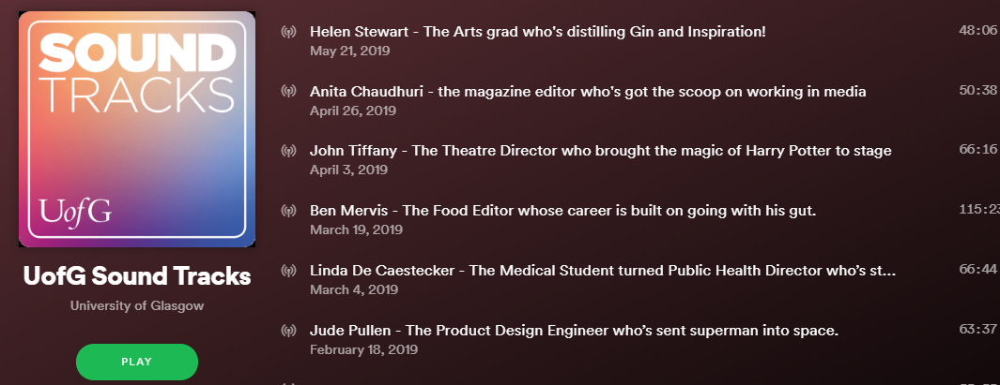 SOUND
TRACKS
UofG
UofG Sound Tracks
University of Glasgow
PLAY
Helen Stewart - The Arts grad who's distilling Gin and Inspiration!
48:06
May 21, 2019
Anita Chaudhuri - the magazine editor who's got the scoop on working in media
50:38
April 26, 2019
John Tiffany - The Theatre Director who brought the magic of Harry Potter to stage
66:16
April 3, 2019
Ben Mervis - The Food Editor whose career is built on going with his gut.
115:23
March 19, 2019
Linda De Caestecker - The Medical Student turned Public Health Director who’s st...
66:44
March 4, 2019
Jude Pullen - The Product Design Engineer who’s sent superman into space.
63:37
February 18, 2019